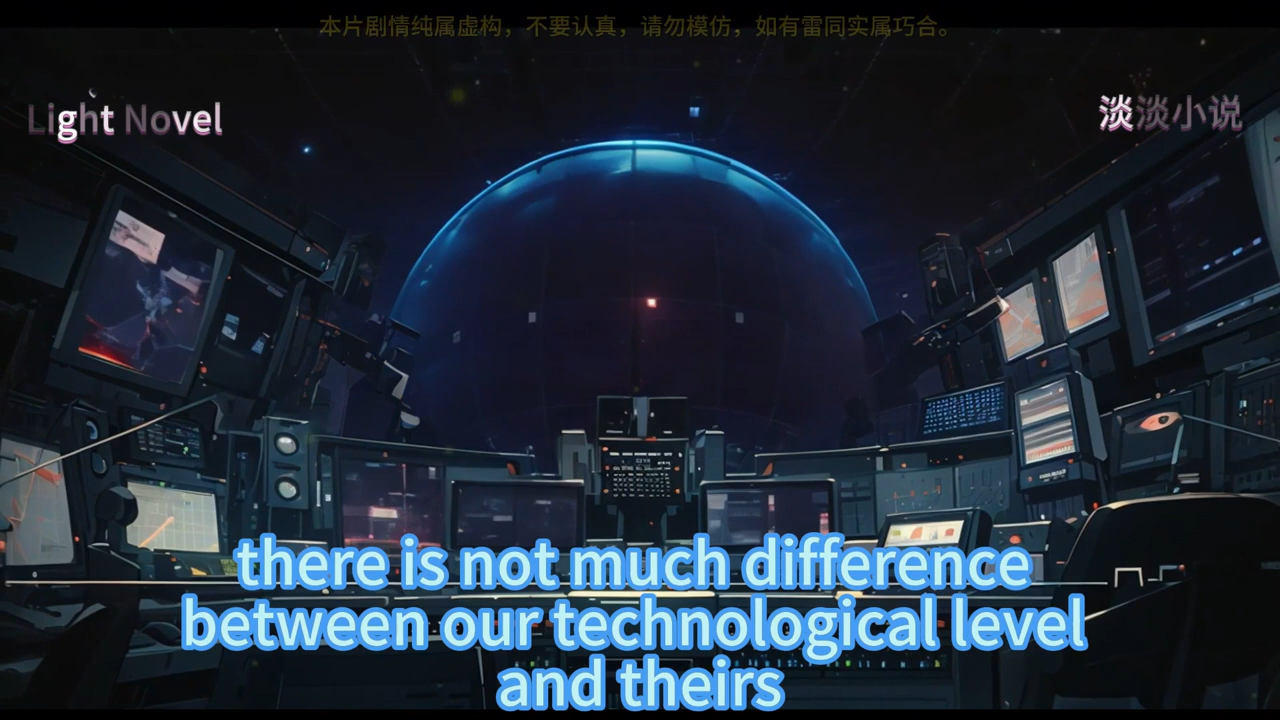 本片剧情纯属虚构，不要认真，请勿模仿，如有雷同实属巧合。
Light Novel
淡淡小说
there is not much difference
between our technological level
and theirs